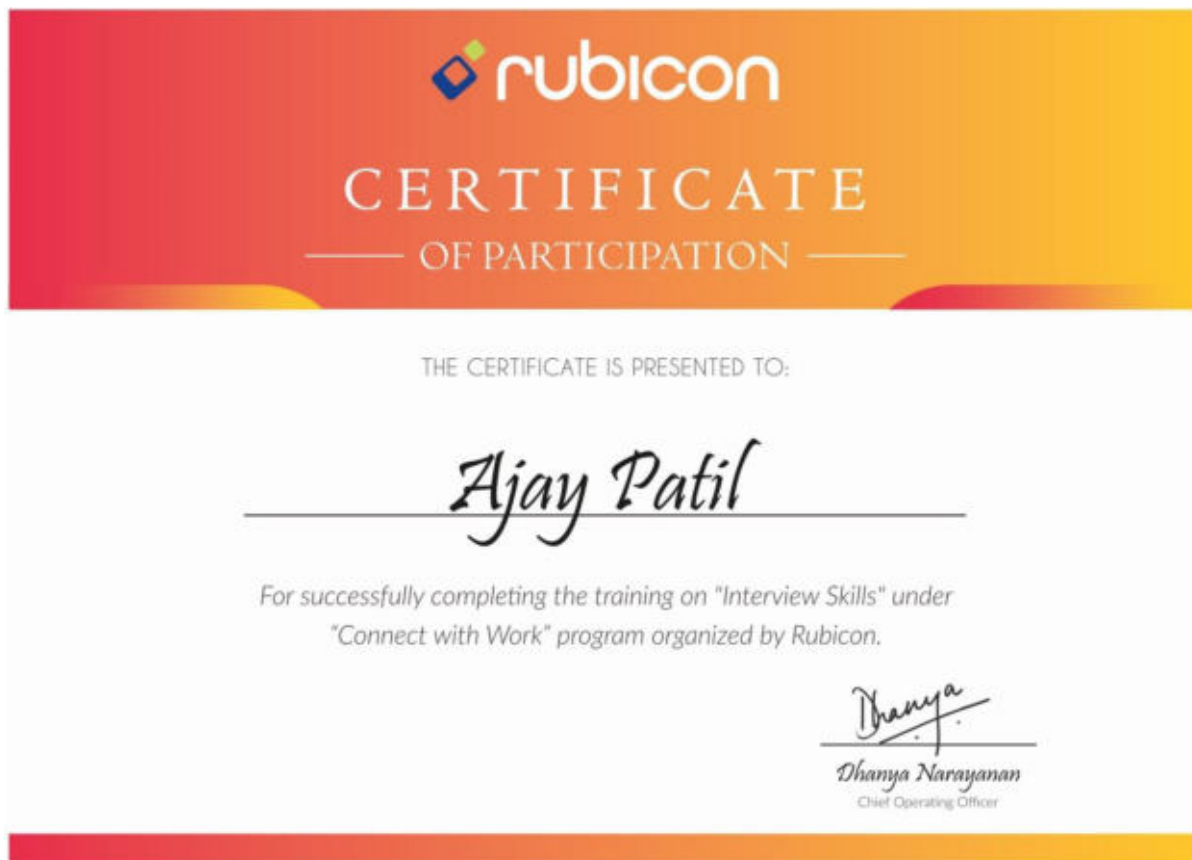 rubicon
CERTIFICATE
OF PARTICIPATION
THE CERTIFICATE IS PRESENTED TO:
Ajay Patil
For successfully completing the training on "Interview Skills" under
"Connect with Work" program organized by Rubicon.
Dhanya
Dhanya Narayanan
Chief Operating Officer